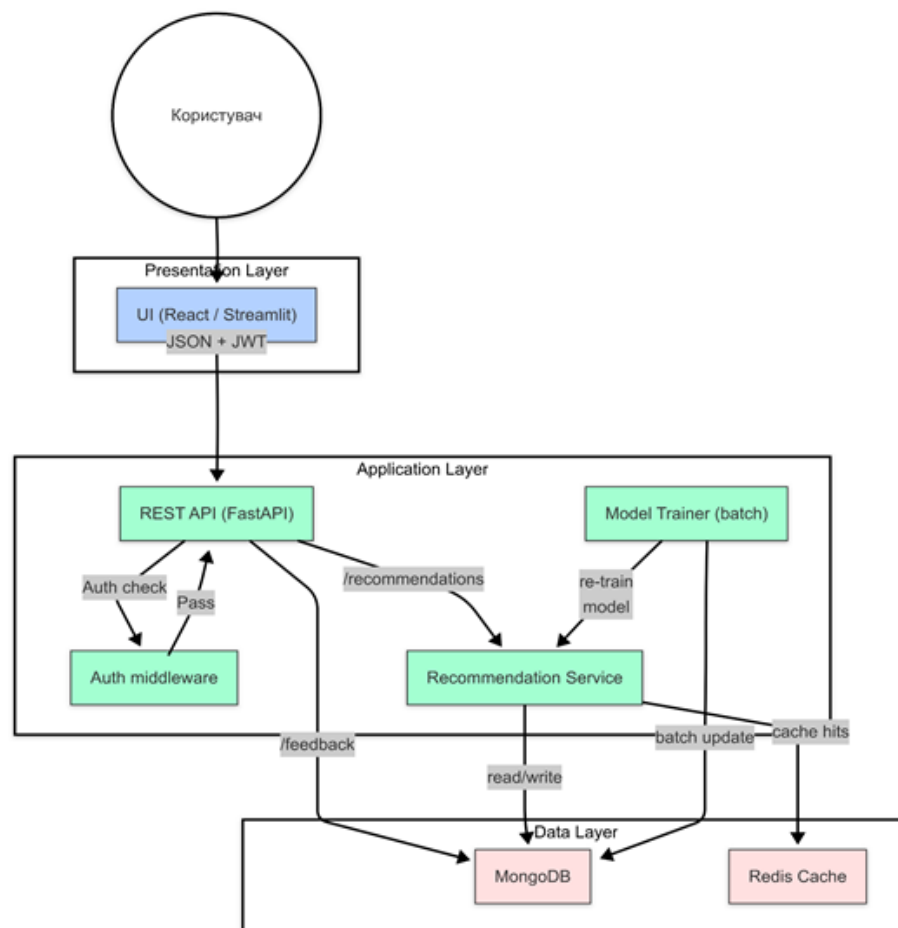 Користувач
Presentation Layer
UI (React / Streamlit)
JSON + JWT
Application Layer
REST API (FastAPI)
Model Trainer (batch)
Auth check
Pass
/recommendations
re-train
model
Auth middleware
Recommendation Service
/feedback
batch update
cache hits
read/write
Data Layer
MongoDB
Redis Cache